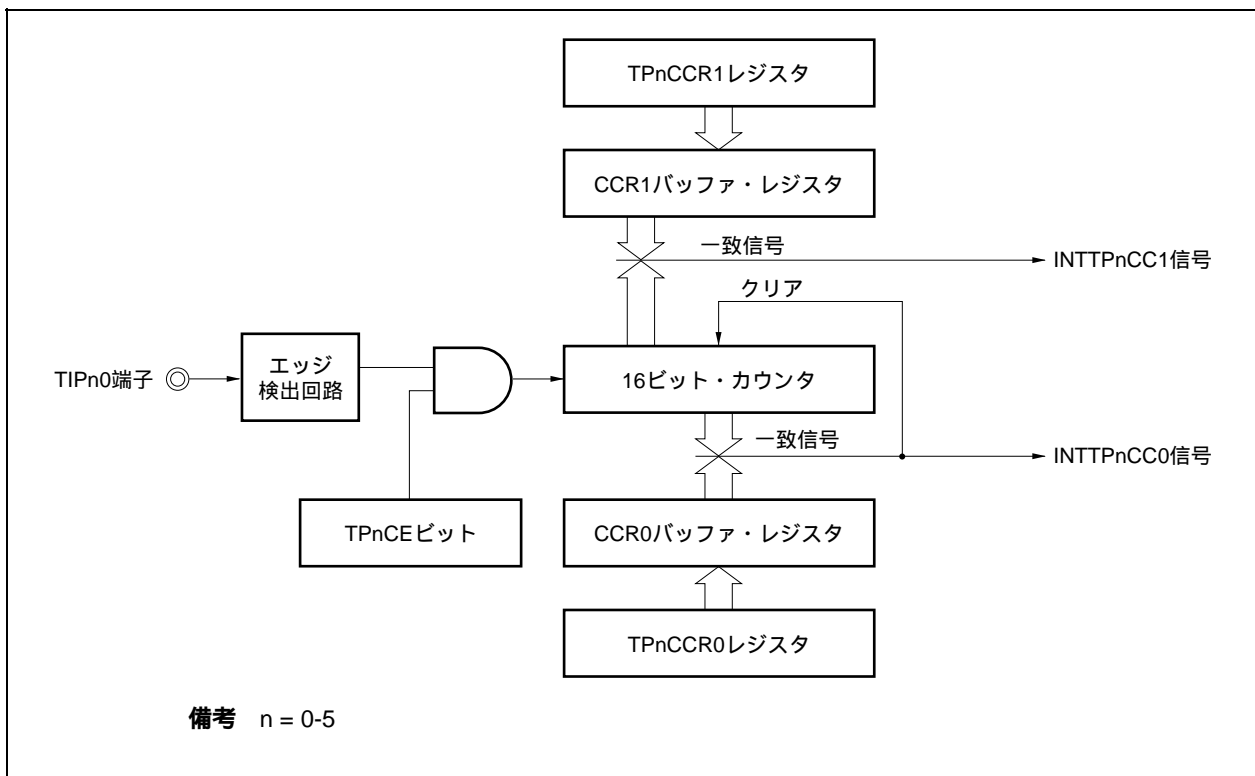 TPnCCR1レジスタ
CCR1バッファ・レジスタ
一致信号
INTTPnCC1信号
クリア
TIPn0端子
エッジ
検出回路
16ビット・カウンタ
一致信号
INTTPnCC0信号
TPnCEビット
CCR0バッファ・レジスタ
TPnCCR0レジスタ
備考 n = 0-5